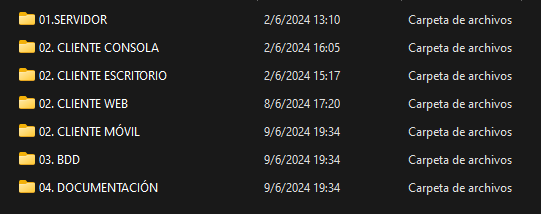 01.SERVIDOR 2/6/2024 13:10 Carpeta de archivos
02. CLIENTE CONSOLA 2/6/2024 16:05 Carpeta de archivos
02. CLIENTE ESCRITORIO 2/6/2024 15:17 Carpeta de archivos
02. CLIENTE WEB 8/6/2024 17:20 Carpeta de archivos
02. CLIENTE MÓVIL 9/6/2024 19:34 Carpeta de archivos
03. BDD 9/6/2024 19:34 Carpeta de archivos
04. DOCUMENTACIÓN 9/6/2024 19:34 Carpeta de archivos